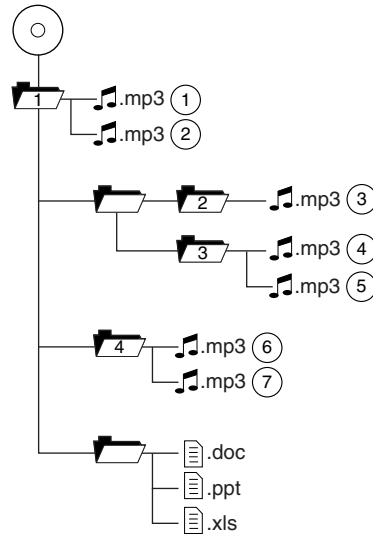 1 .mp3 1
.mp3 2
2 .mp3 3
3 .mp3 4
.mp3 5
4 .mp3 6
.mp3 7
.doc
.ppt
.xls